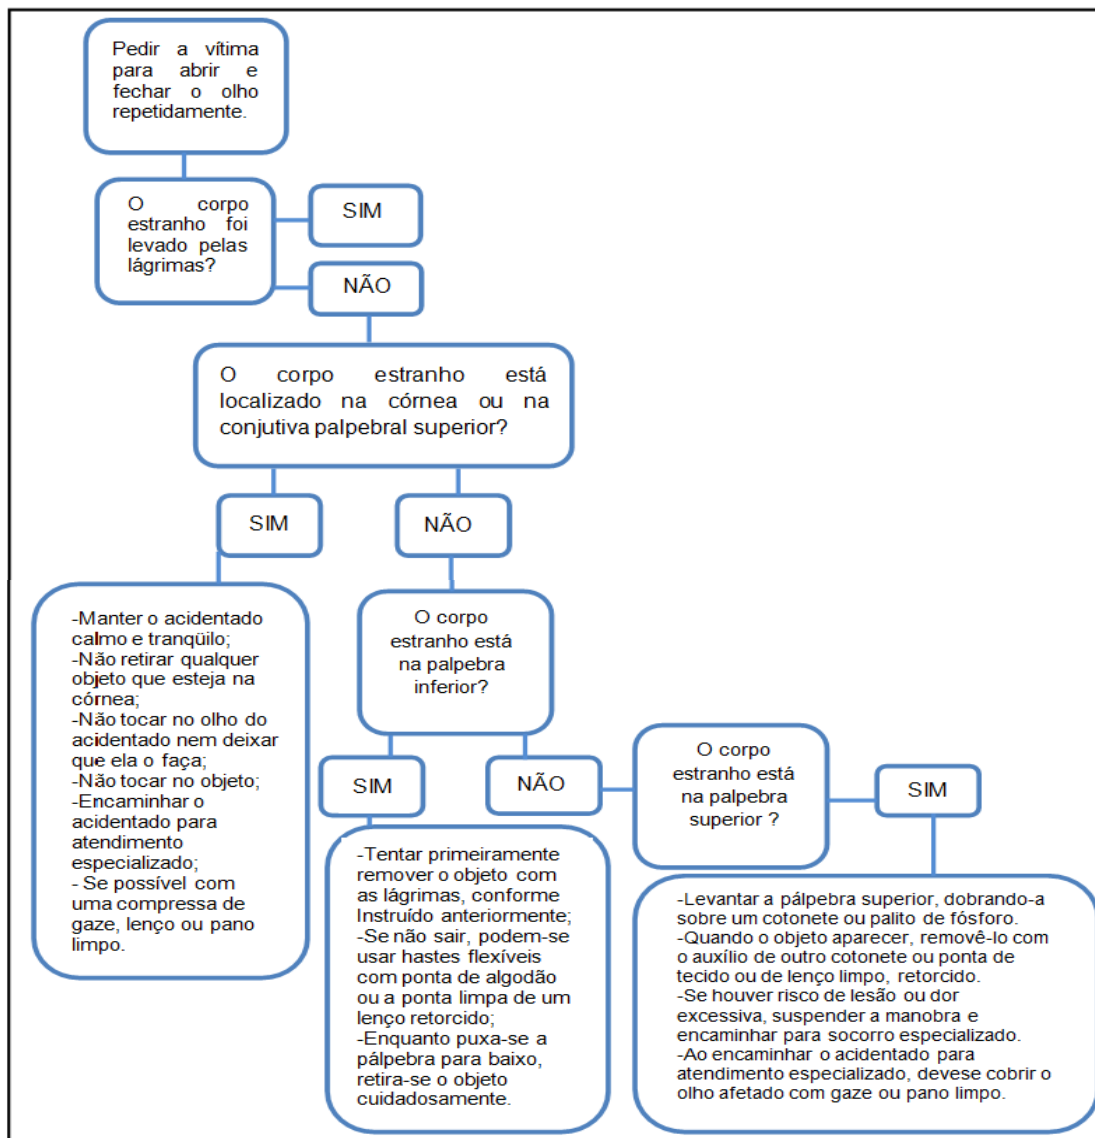 Pedir a vítima
para abrir e
fechar o olho
repetidamente.
O corpo
estranho foi
levado pelas
lágrimas?
SIM
NÃO
O corpo estranho está
localizado na córnea ou na
conjutiva palpebral superior?
SIM
NÃO
-Manter o acidentado
calmo e tranqüilo;
-Não retirar qualquer
objeto que esteja na
córnea;
-Não tocar no olho do
acidentado nem deixar
que ela o faça;
-Não tocar no objeto;
-Encaminhar o
acidentado para
atendimento
especializado;
- Se possível com
uma compressa de
gaze, lenço ou pano
limpo.
O corpo
estranho está
na palpebra
inferior?
SIM
NÃO
-Tentar primeiramente
remover o objeto com
as lágrimas, conforme
Instruído anteriormente;
-Se não sair, podem-se
usar hastes flexíveis
com ponta de algodão
ou a ponta limpa de um
lenço retorcido;
-Enquanto puxa-se a
pálpebra para baixo,
retira-se o objeto
cuidadosamente.
O corpo
estranho está
na palpebra
superior ?
SIM
-Levantar a pálpebra superior, dobrando-a
sobre um cotonete ou palito de fósforo.
-Quando o objeto aparecer, removê-lo com
o auxílio de outro cotonete ou ponta de
tecido ou de lenço limpo, retorcido.
-Se houver risco de lesão ou dor
excessiva, suspender a manobra e
encaminhar para socorro especializado.
-Ao encaminhar o acidentado para
atendimento especializado, devese cobrir o
olho afetado com gaze ou pano limpo.